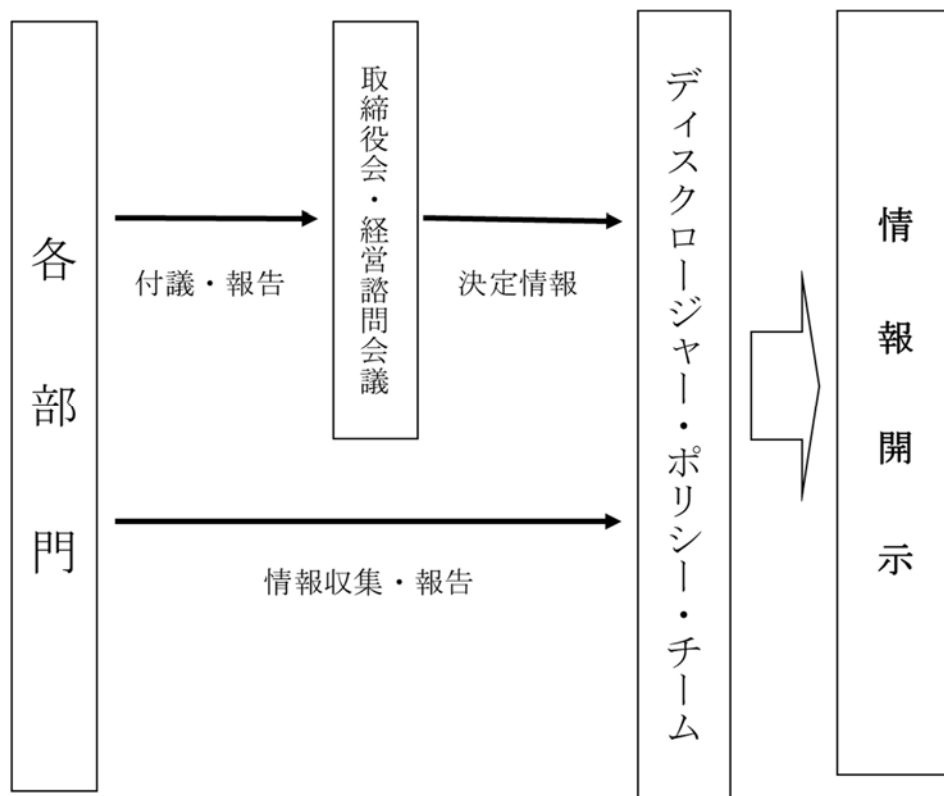 各部門
付議・報告
取締役会・経営諮問会議
決定情報
情報収集・報告
ディスクロージャー・ポリシー・チーム
情報開示